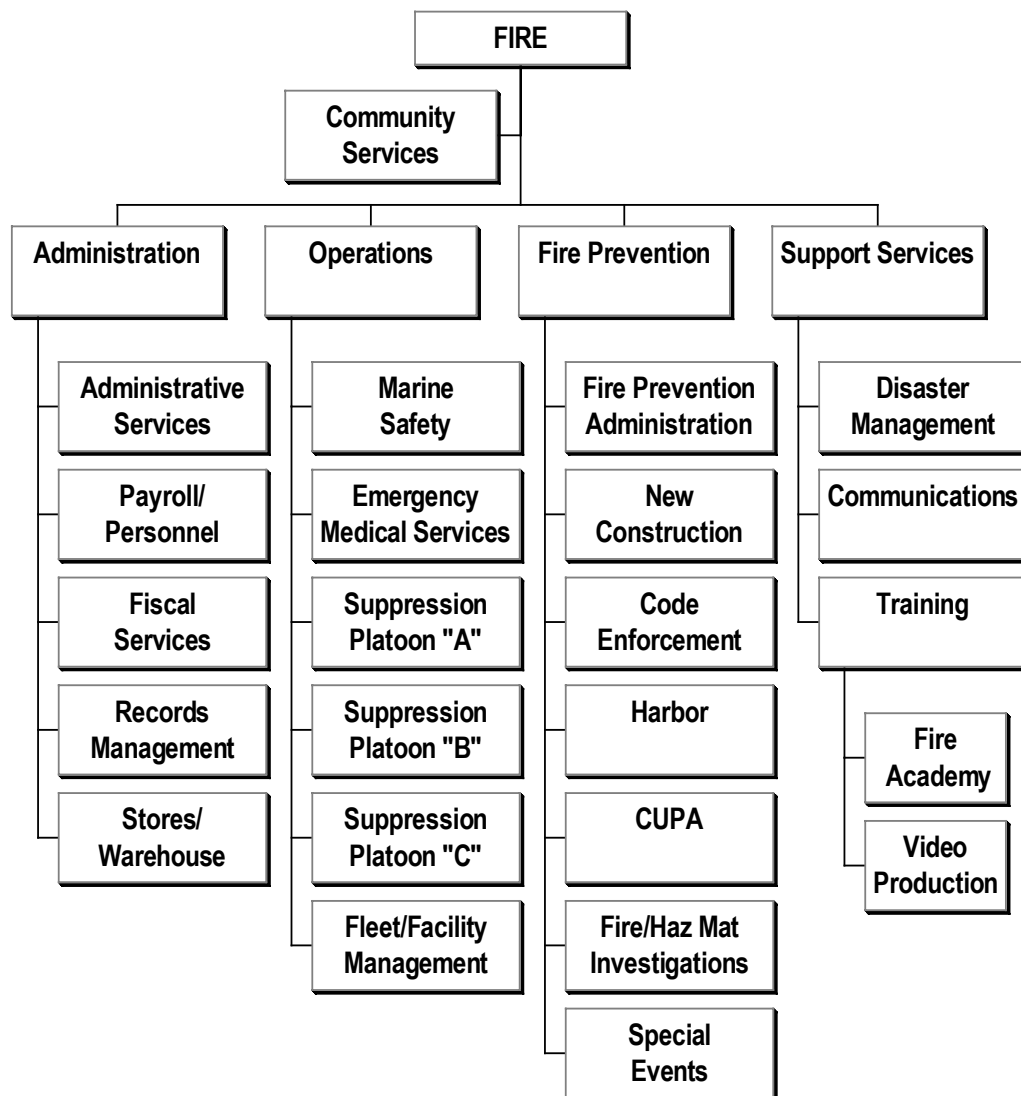 FIRE
Community
Services
Administration
Operations
Fire Prevention
Support Services
Administrative
Services
Payroll/
Personnel
Fiscal
Services
Records
Management
Stores/
Warehouse
Marine
Safety
Emergency
Medical Services
Suppression
Platoon "A"
Suppression
Platoon "B"
Suppression
Platoon "C"
Fleet/Facility
Management
Fire Prevention
Administration
New
Construction
Code
Enforcement
Harbor
CUPA
Fire/Haz Mat
Investigations
Special
Events
Disaster
Management
Communications
Training
Fire
Academy
Video
Production